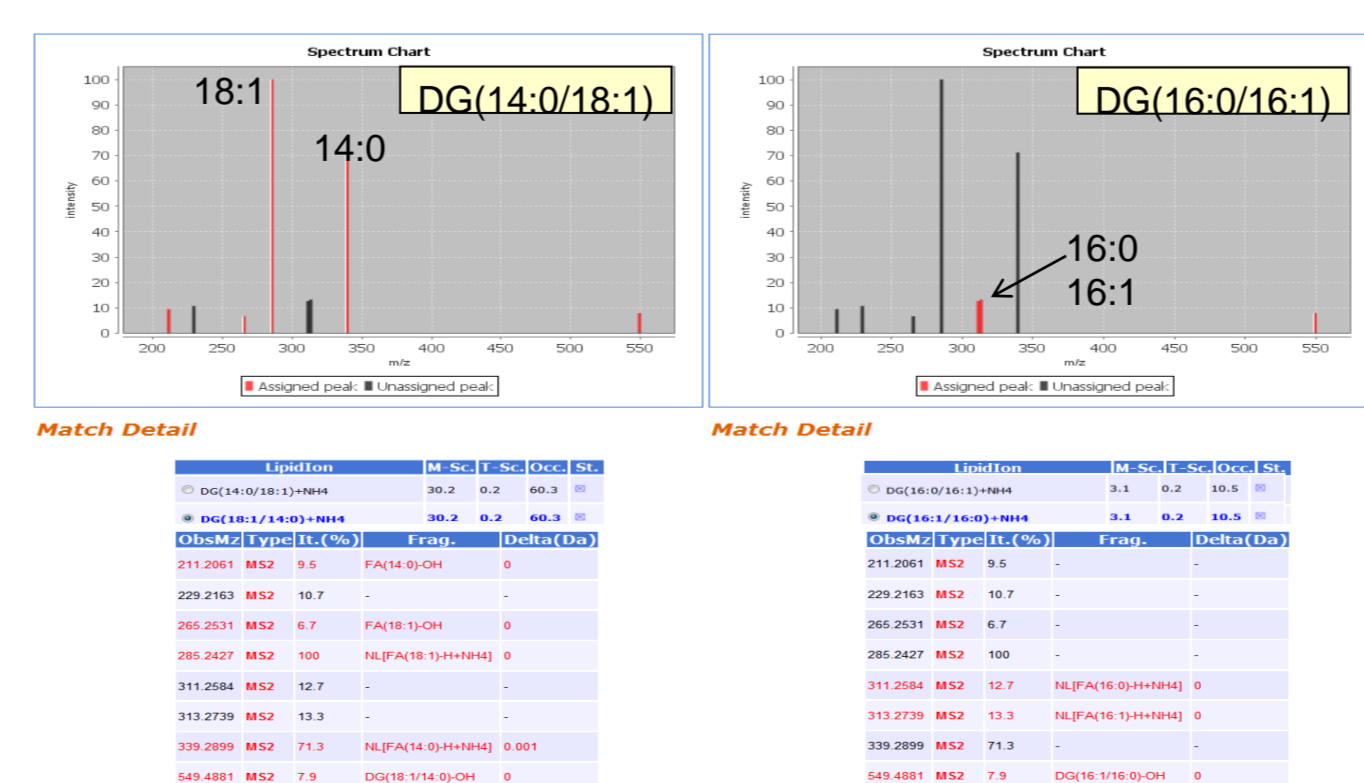 Spectrum Chart
18:1
DG(14:0/18:1)
14:0
100
90
80
70
60
50
40
30
20
10
0
intensity
200 250 300 350 400 450 500 550
m/z
Assigned peak Unassigned peak
Match Detail
LipidIon M-Sc. T-Sc. Occ. St.
DG(14:0/18:1)+NH4 30.2 0.2 60.3
DG(18:1/14:0)+NH4 30.2 0.2 60.3
ObsMz Type It.(%) Frag. Delta(Da)
211.2061 MS2 9.5 FA(14:0)-OH 0
229.2163 MS2 10.7 - -
265.2531 MS2 6.7 FA(18:1)-OH 0
285.2427 MS2 100 NL[FA(18:1)-H+NH4] 0
311.2584 MS2 12.7 - -
313.2739 MS2 13.3 - -
339.2899 MS2 71.3 NL[FA(14:0)-H+NH4] 0.001
549.4881 MS2 7.9 DG(18:1/14:0)-OH 0
Spectrum Chart
DG(16:0/16:1)
16:0
16:1
100
90
80
70
60
50
40
30
20
10
0
intensity
200 250 300 350 400 450 500 550
m/z
Assigned peak Unassigned peak
Match Detail
LipidIon M-Sc. T-Sc. Occ. St.
DG(16:0/16:1)+NH4 3.1 0.2 10.5
DG(16:1/16:0)+NH4 3.1 0.2 10.5
ObsMz Type It.(%) Frag. Delta(Da)
211.2061 MS2 9.5 - -
229.2163 MS2 10.7 - -
265.2531 MS2 6.7 - -
285.2427 MS2 100 - -
311.2584 MS2 12.7 NL[FA(16:0)-H+NH4] 0
313.2739 MS2 13.3 NL[FA(16:1)-H+NH4] 0
339.2899 MS2 71.3 - -
549.4881 MS2 7.9 DG(16:1/16:0)-OH 0